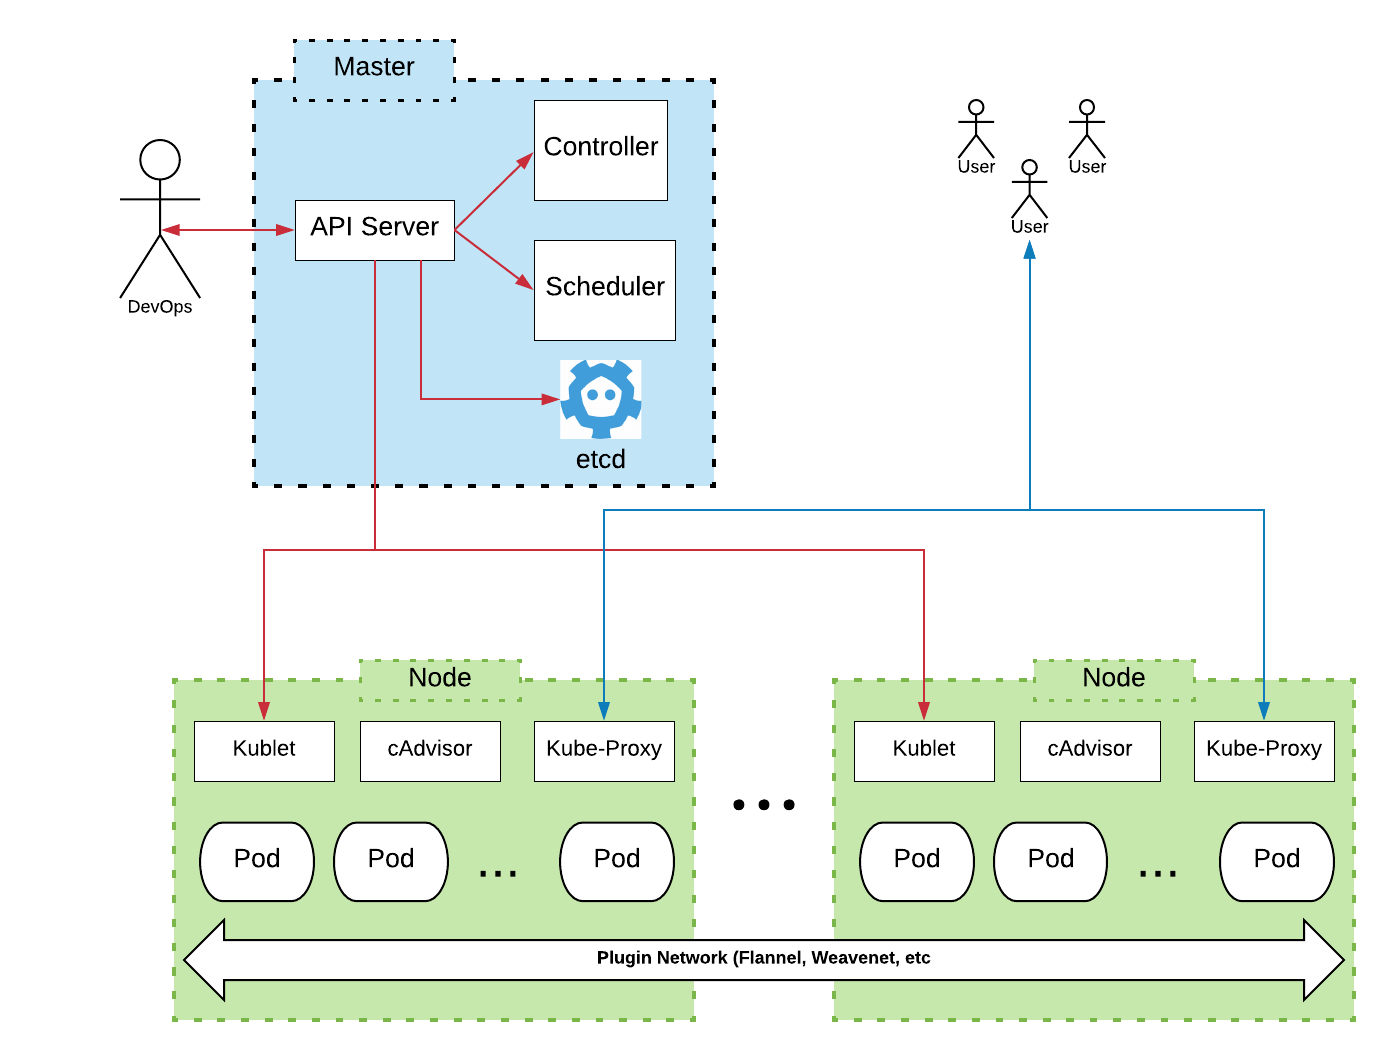 Master
Controller
User
User
User
API Server
DevOps
Scheduler
etcd
Node
Node
Kublet
cAdvisor
Kube-Proxy
Kublet
cAdvisor
Kube-Proxy
...
Pod
Pod
...
Pod
Pod
Pod
...
Pod
Plugin Network (Flannel, Weavenet, etc